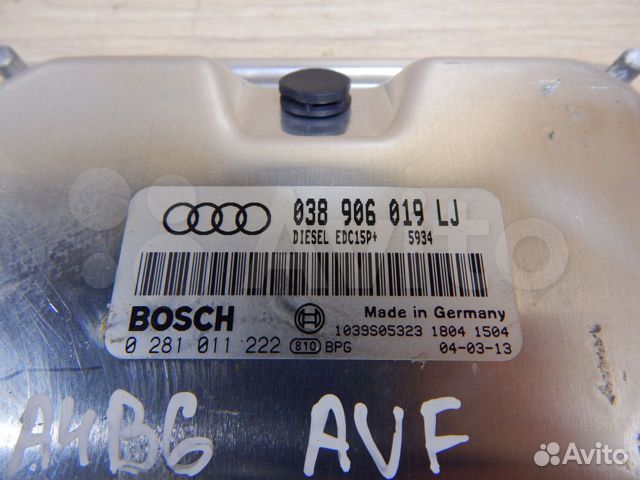 038 906 019 LJ
DIESEL EDC15P+ 5934
BOSCH
Made in Germany
1039S05323 1804 1504
0 281 011 222 810 BPG 04-03-13
A4B6 AVF
Avito
Avito